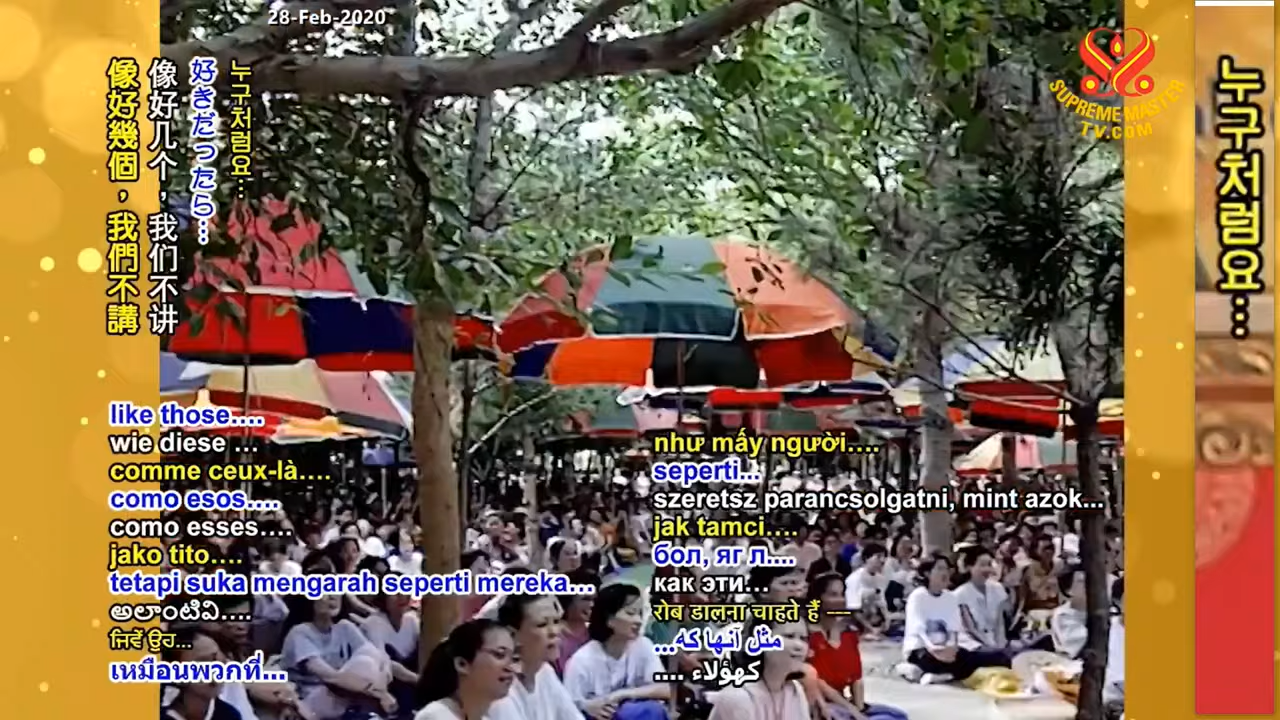 28-Feb-2020
SUPREME MASTER
TV.COM
누구처럼요…
누구처럼요…
好きだったら…
像好几个，我们不讲
像好幾個，我們不講
like those....
wie diese …
comme ceux-là….
como esos....
como esses….
jako tito….
tetapi suka mengarah seperti mereka…
అలాంటివి….
ਜਿਵੇਂ ਉਹ...
เหมือนพวกที่...
như mấy người….
seperti...
szeretsz parancsolgatni, mint azok...
jak tamci….
бол, яг л....
как эти…
रोब डालना चाहते हैं ---
مثل آنها که...
كهؤلاء ....